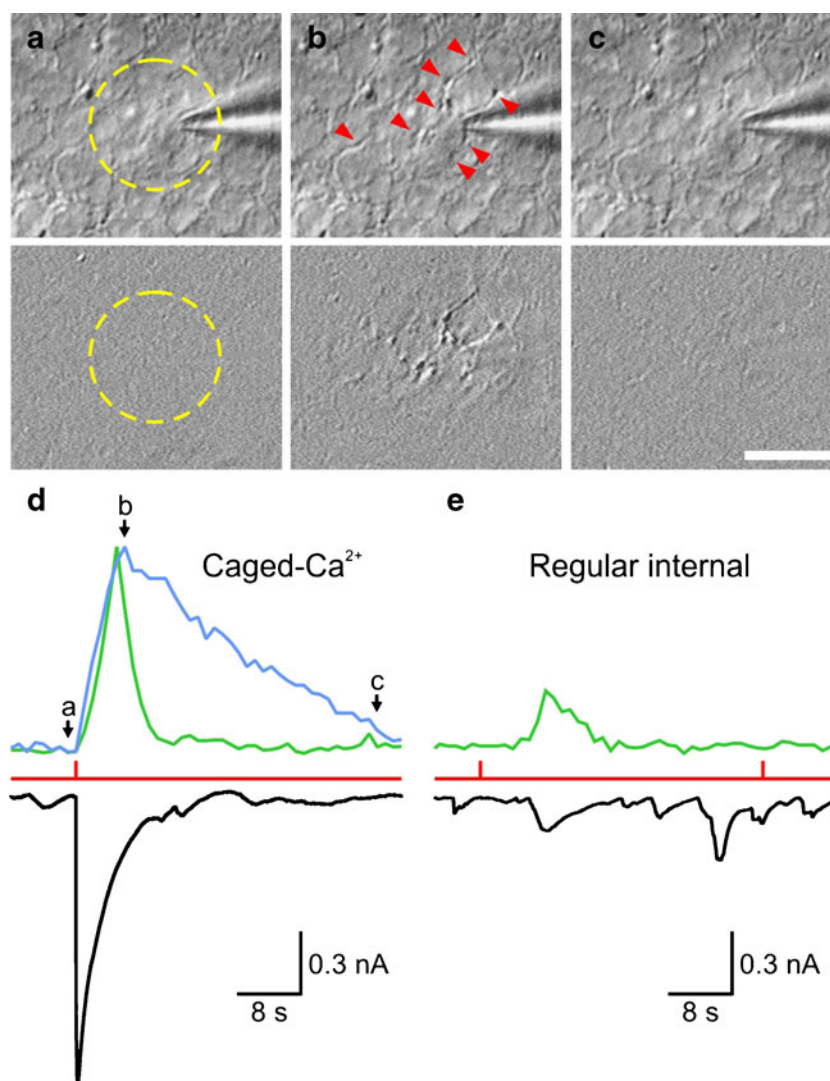 a
b
c
d
e
b
Caged-Ca²⁺
Regular internal
a
c
0.3 nA
0.3 nA
8 s
8 s